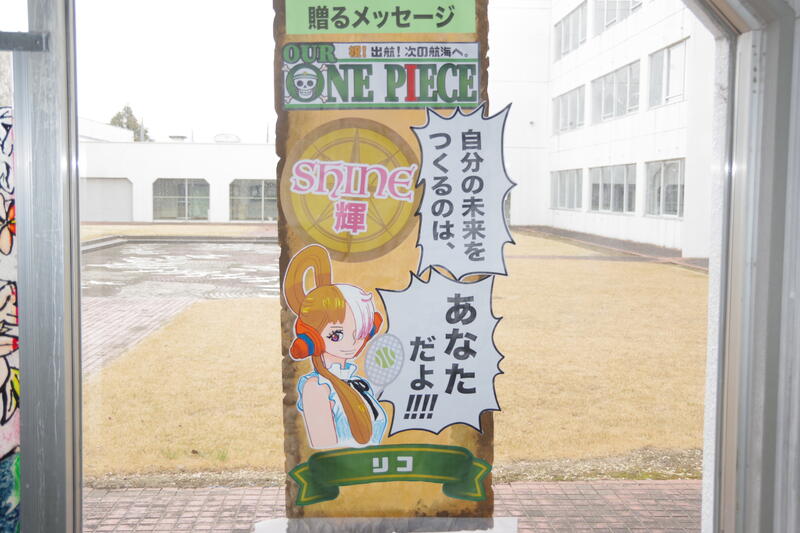 贈るメッセージ
祝! 出航!次の航海へ。
OUR
ONE PIECE
SHINE
輝
自分の未来を
つくるのは、
あなた
だよ!!!!
リコ